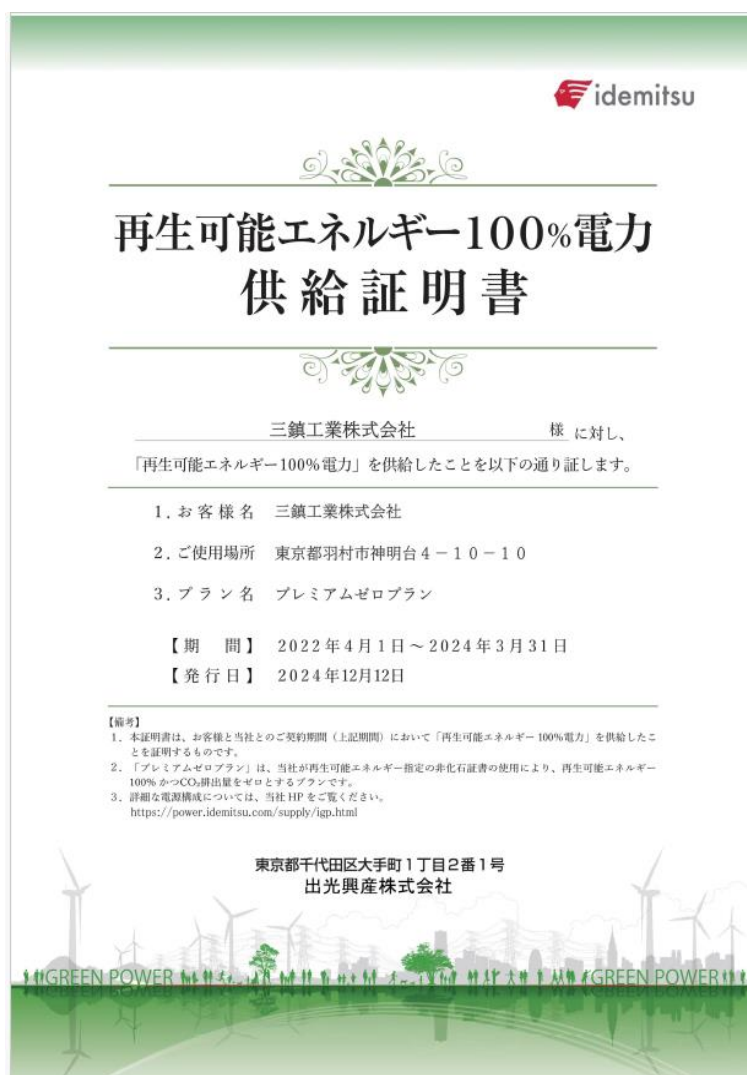 idemitsu
再生可能エネルギー100%電力
供給証明書
三鎮工業株式会社 様 に対し、
「再生可能エネルギー100%電力」を供給したことを以下の通り証します。
1. お客様名 三鎮工業株式会社
2. ご使用場所 東京都羽村市神明台4-10-10
3. プラン名 プレミアムゼロプラン
【期 間】 2022年4月1日~2024年3月31日
【発行日】 2024年12月12日
【備考】
1. 本証明書は、お客様と当社とのご契約期間(上記期間)において「再生可能エネルギー100%電力」を供給したこ
とを証明するものです。
2. 「プレミアムゼロプラン」は、当社が再生可能エネルギー指定の非化石証書の使用により、再生可能エネルギー
100%かつCO₂排出量をゼロとするプランです。
3. 詳細な電源構成については、当社HPをご覧ください。
https://power.idemitsu.com/supply/igp.html
東京都千代田区大手町1丁目2番1号
出光興産株式会社
GREEN POWER GREEN POWER